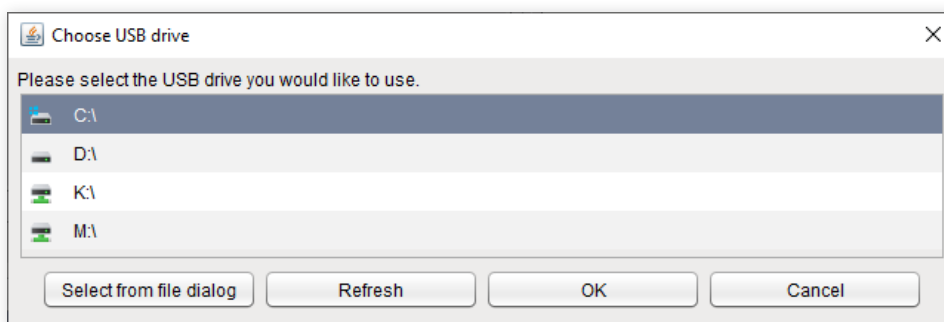 Choose USB drive
Please select the USB drive you would like to use.
C:\
D:\
K:\
M:\
Select from file dialog Refresh OK Cancel